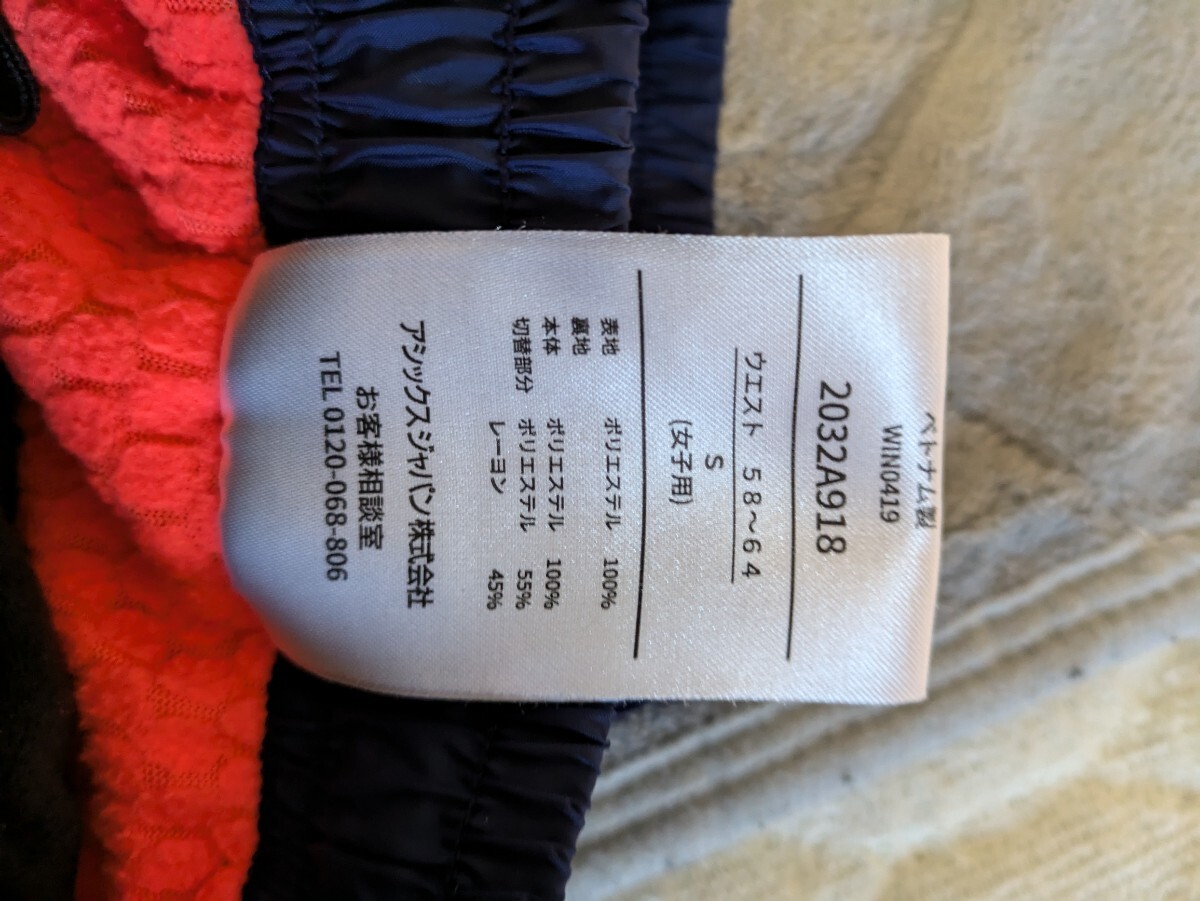 ベトナム製
WIN0419
2032A918
ウエスト 58～64
S
(女子用)
表地 ポリエステル 100%
裏地
本体 ポリエステル 100%
切替部分 ポリエステル 55%
レーヨン 45%
アシックスジャパン株式会社
お客様相談室
TEL 0120-068-806